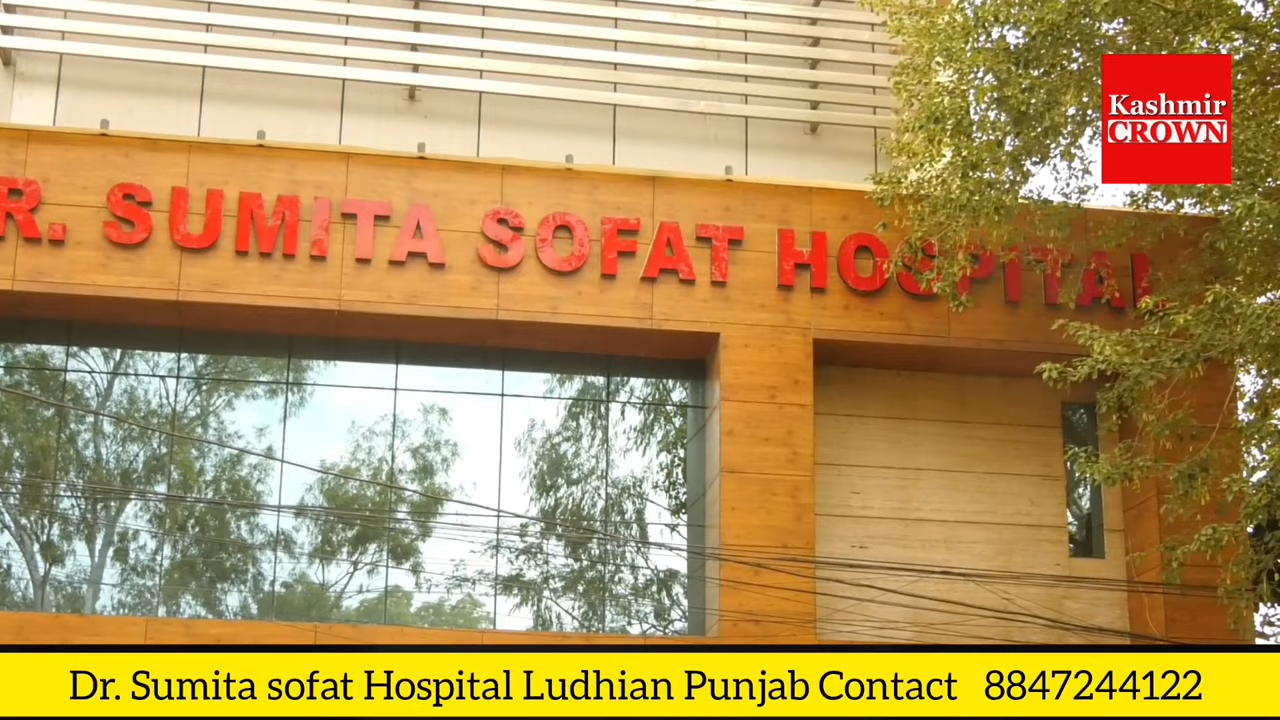 Kashmir
CROWN
R. SUMITA SOFAT HOSPITAL
Dr. Sumita sofat Hospital Ludhian Punjab Contact 8847244122